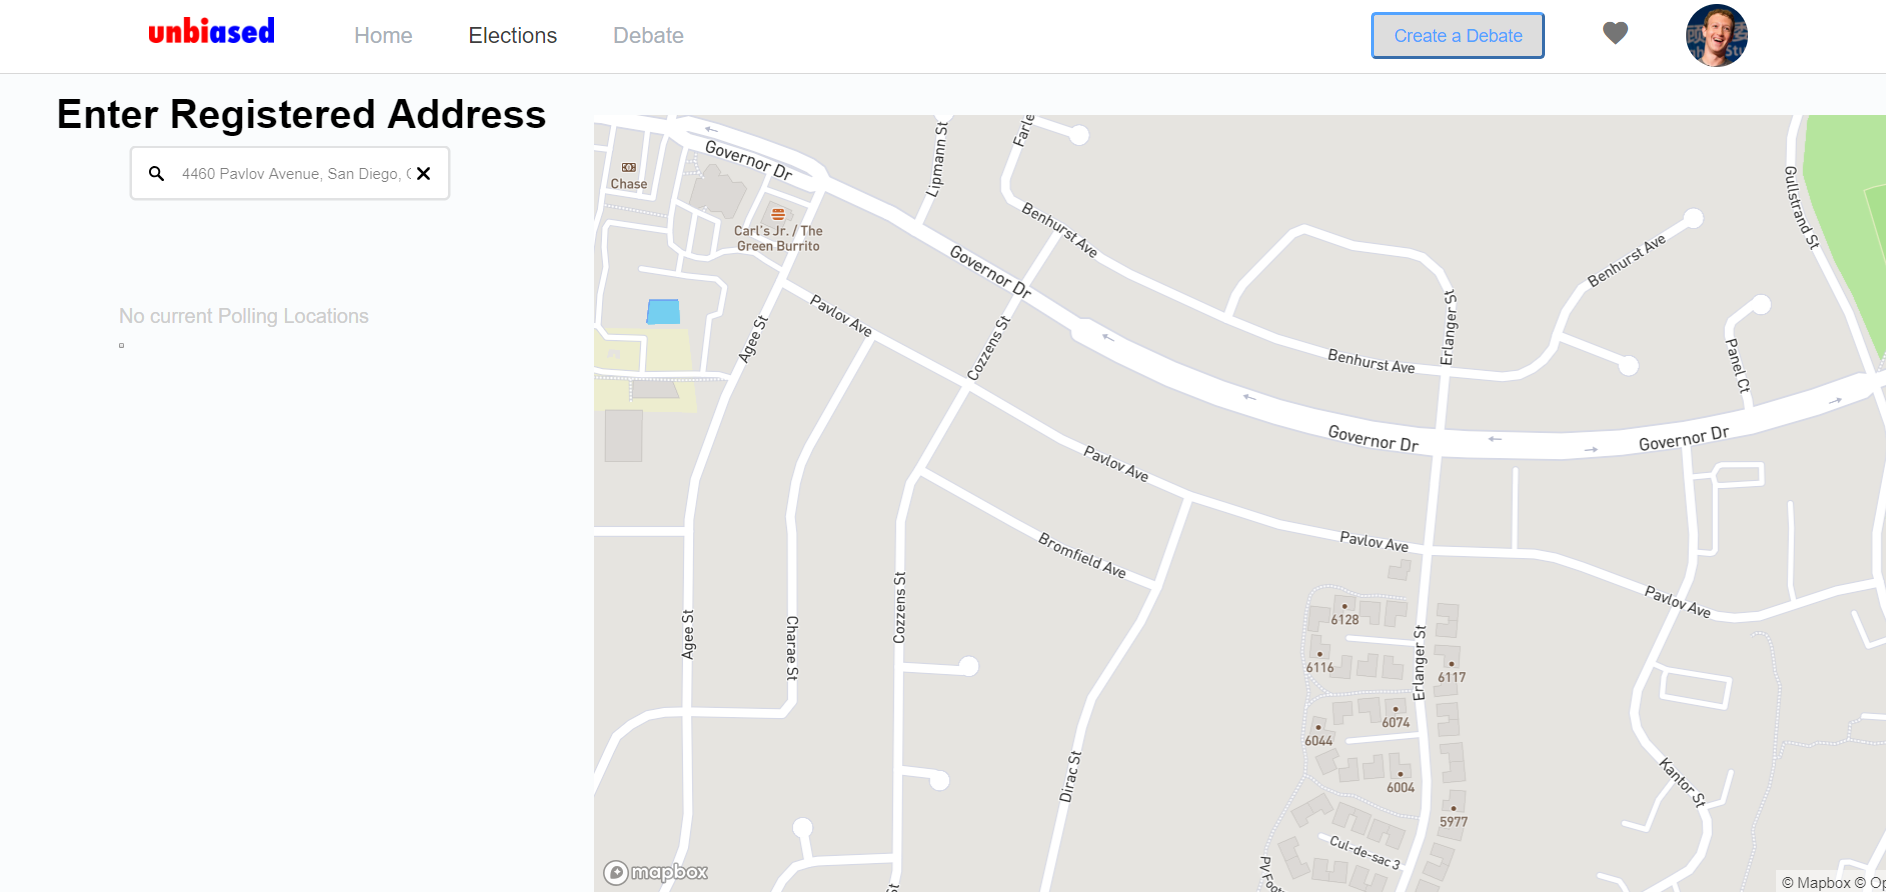 unbiased
Home
Elections
Debate
Create a Debate
Enter Registered Address
4460 Pavlov Avenue, San Diego,
No current Polling Locations
Chase
Governor Dr
Carl's Jr. / The
Green Burrito
Lipmann St
Farle
Benhurst Ave
Governor Dr
Gullstrand St
Benhurst Ave
Pavlov Ave
Agee St
Cozzens St
Erlanger St
Benhurst Ave
Panel Ct
Governor Dr
Governor Dr
Pavlov Ave
Pavlov Ave
Bromfield Ave
Pavlov Ave
Cozzens St
Agee St
Charae St
6128
6116
Erlanger St
6117
6074
6044
Dirac St
6004
Kantor St
5977
Cul-de-sac 3
PV Foot
St
mapbox
© Mapbox © Op